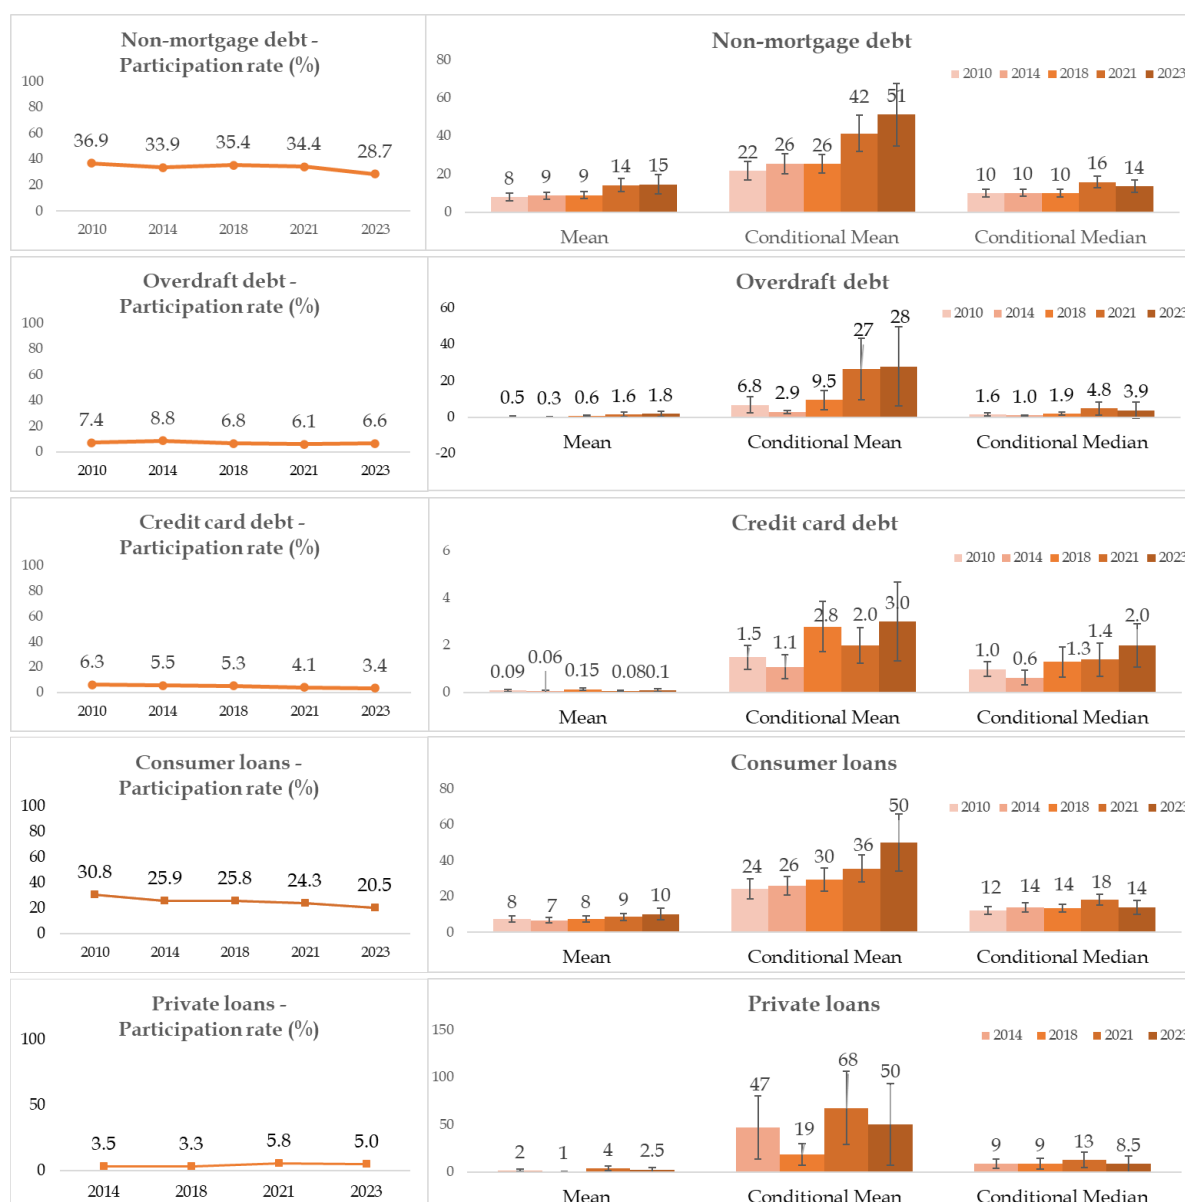 Non-mortgage debt -
Participation rate (%)
100
80
60
40
20
0
36.9 33.9 35.4 34.4 28.7
2010 2014 2018 2021 2023
Non-mortgage debt
2010 2014 2018 2021 2023
80
60
40
20
0
8 9 9 14 15
22 26 26 42 51
10 10 10 16 14
Mean Conditional Mean Conditional Median
Overdraft debt -
Participation rate (%)
100
80
60
40
20
0
7.4 8.8 6.8 6.1 6.6
2010 2014 2018 2021 2023
Overdraft debt
2010 2014 2018 2021 2023
60
40
20
0
-20
0.5 0.3 0.6 1.6 1.8
6.8 2.9 9.5 27 28
1.6 1.0 1.9 4.8 3.9
Mean Conditional Mean Conditional Median
Credit card debt -
Participation rate (%)
100
80
60
40
20
0
6.3 5.5 5.3 4.1 3.4
2010 2014 2018 2021 2023
Credit card debt
2010 2014 2018 2021 2023
6
4
2
0
0.09 0.06 0.15 0.08 0.1
1.5 1.1 2.8 2.0 3.0
1.0 0.6 1.3 1.4 2.0
Mean Conditional Mean Conditional Median
Consumer loans -
Participation rate (%)
100
80
60
40
20
0
30.8 25.9 25.8 24.3 20.5
2010 2014 2018 2021 2023
Consumer loans
2010 2014 2018 2021 2023
80
60
40
20
0
8 7 8 9 10
24 26 30 36 50
12 14 14 18 14
Mean Conditional Mean Conditional Median
Private loans -
Participation rate (%)
100
50
0
3.5 3.3 5.8 5.0
2014 2018 2021 2023
Private loans
2014 2018 2021 2023
150
100
50
0
2 1 4 2.5
47 19 68 50
9 9 13 8.5
Mean Conditional Mean Conditional Median